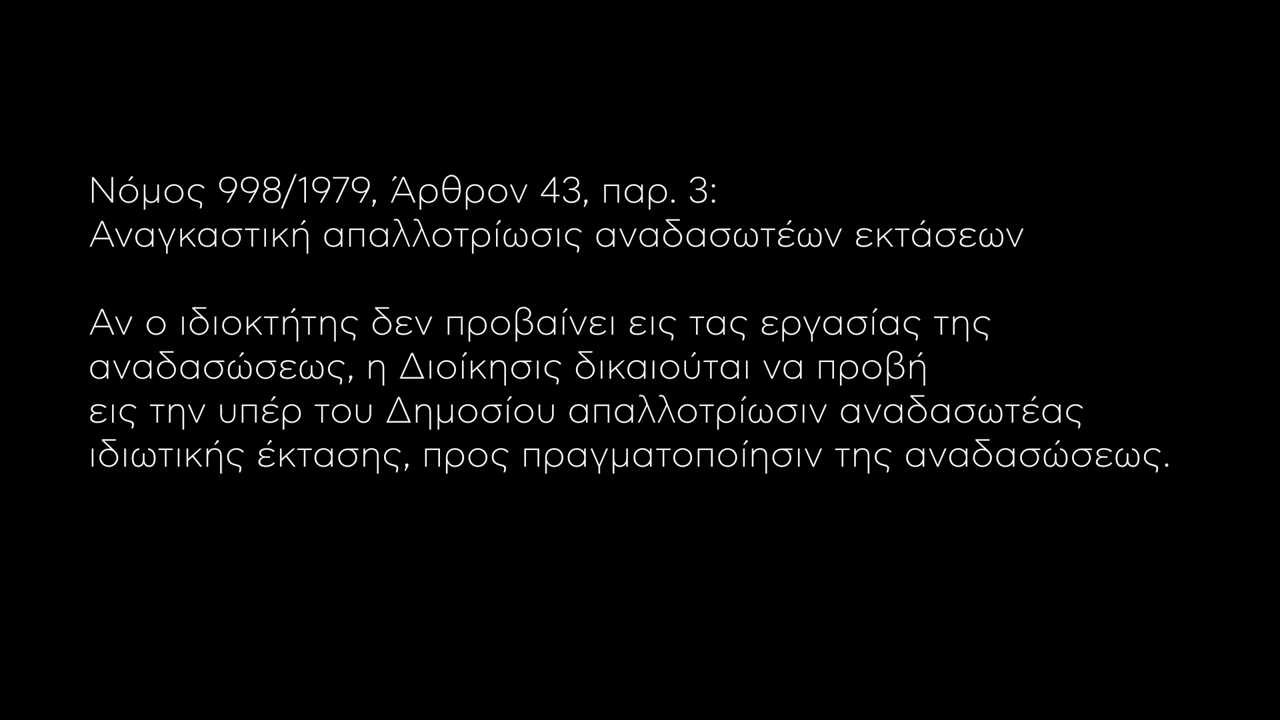 Νόμος 998/1979, Άρθρον 43, παρ. 3:
Αναγκαστική απαλλοτρίωσις αναδασωτέων εκτάσεων
Αν ο ιδιοκτήτης δεν προβαίνει εις τας εργασίας της
αναδασώσεως, η Διοίκησις δικαιούται να προβή
εις την υπέρ του Δημοσίου απαλλοτρίωσιν αναδασωτέας
ιδιωτικής έκτασης, προς πραγματοποίησιν της αναδασώσεως.